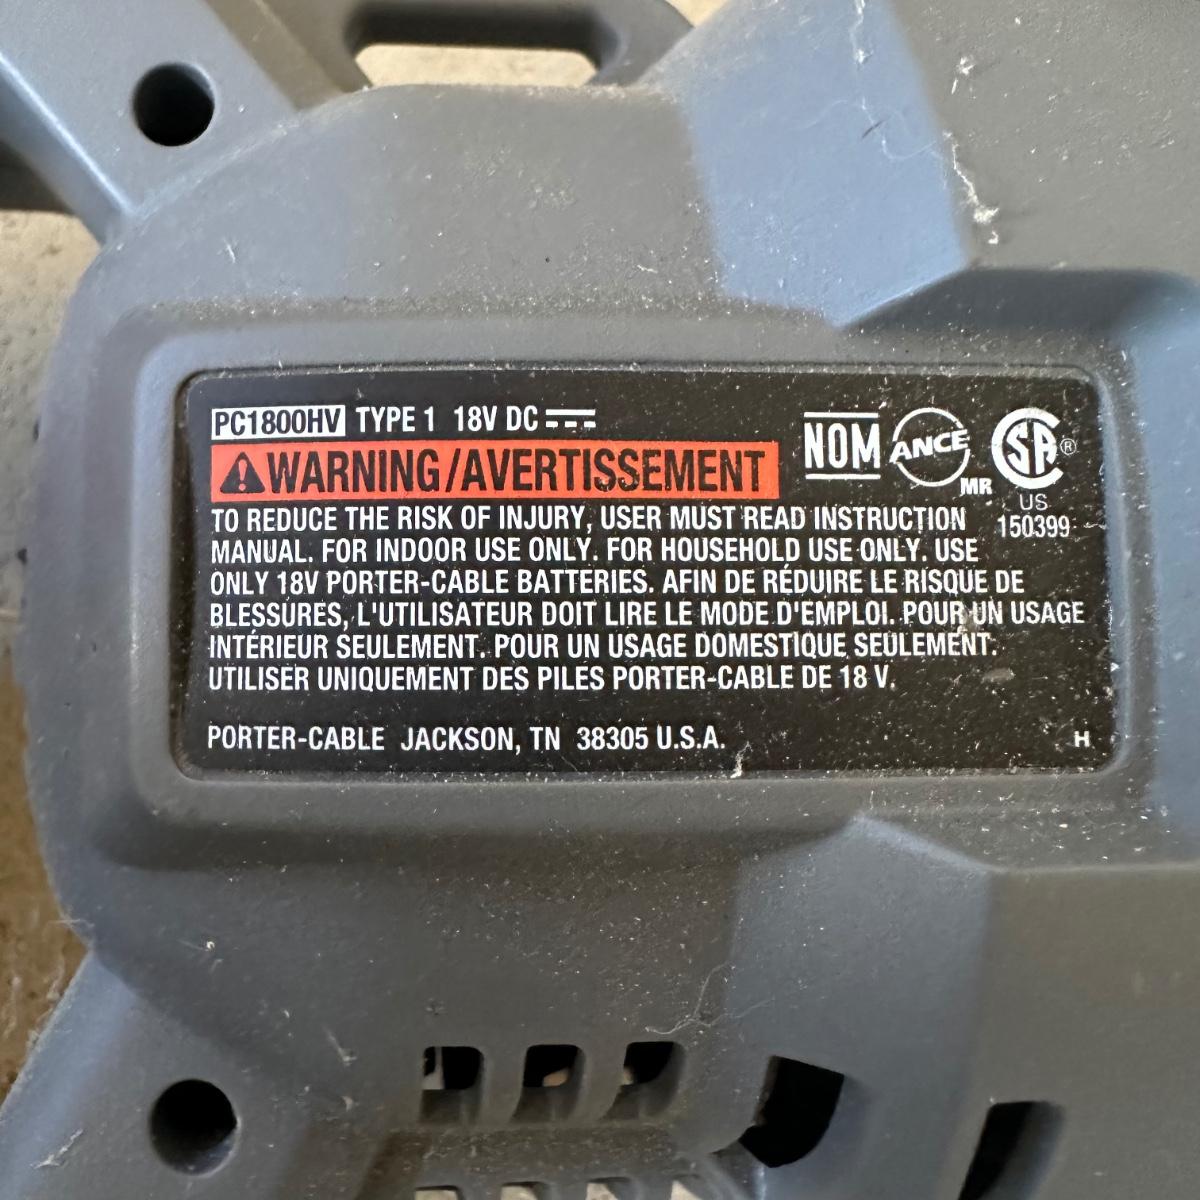 PC1800HV TYPE 1 18V DC
WARNING/AVERTISSEMENT
NOM ANCE MR SA ® US 150399
TO REDUCE THE RISK OF INJURY, USER MUST READ INSTRUCTION
MANUAL. FOR INDOOR USE ONLY. FOR HOUSEHOLD USE ONLY. USE
ONLY 18V PORTER-CABLE BATTERIES. AFIN DE RÉDUIRE LE RISQUE DE
BLESSURES, L'UTILISATEUR DOIT LIRE LE MODE D'EMPLOI. POUR UN USAGE
INTÉRIEUR SEULEMENT. POUR UN USAGE DOMESTIQUE SEULEMENT.
UTILISER UNIQUEMENT DES PILES PORTER-CABLE DE 18 V.
PORTER-CABLE JACKSON, TN 38305 U.S.A. H